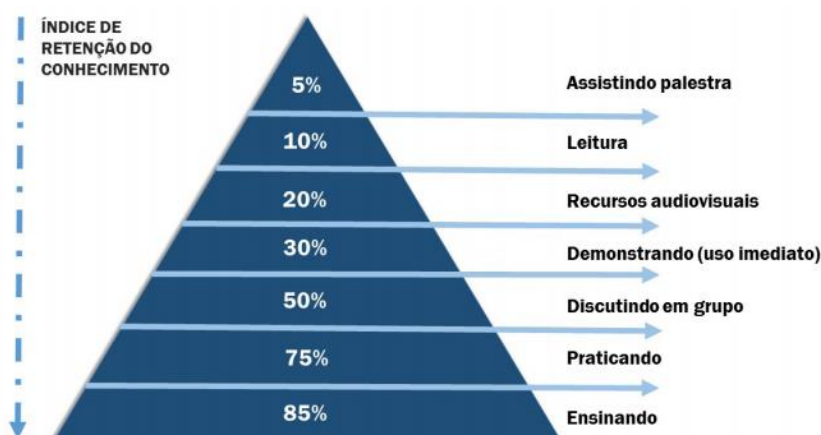 ÍNDICE DE
RETENÇÃO DO
CONHECIMENTO
5%
Assistindo palestra
10%
Leitura
20%
Recursos audiovisuais
30%
Demonstrando (uso imediato)
50%
Discutindo em grupo
75%
Praticando
85%
Ensinando